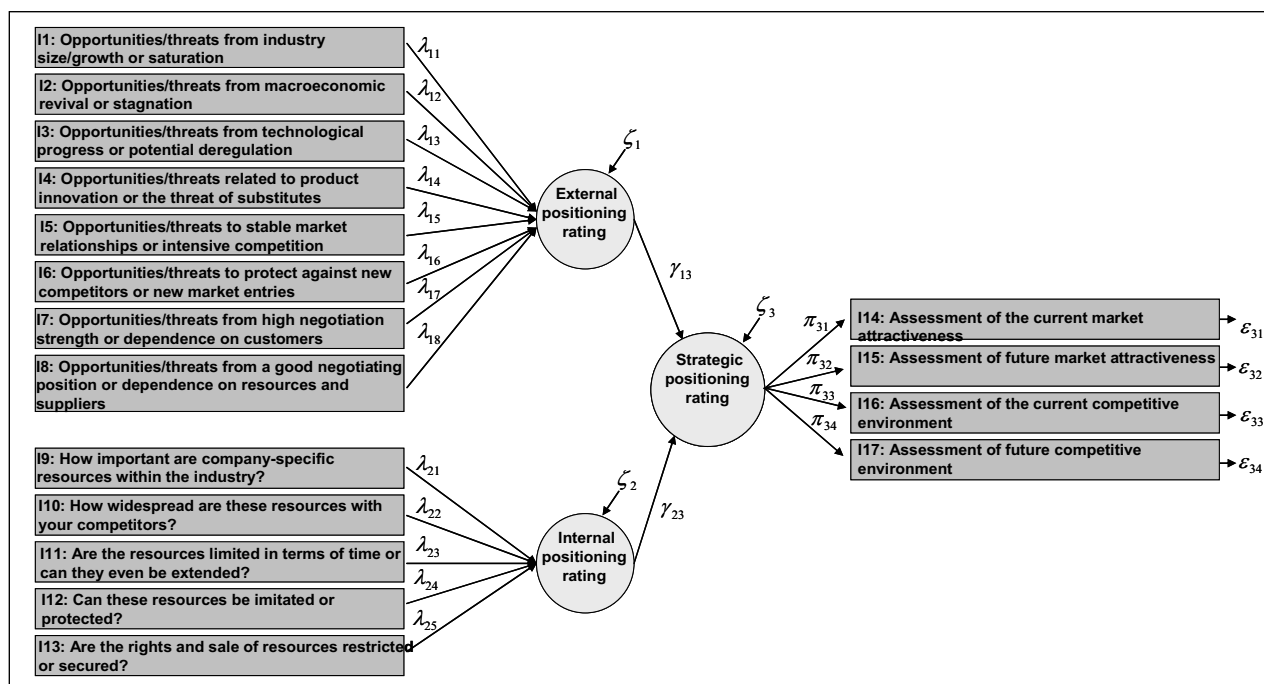 I1: Opportunities/threats from industry
size/growth or saturation
λ11
I2: Opportunities/threats from macroeconomic
revival or stagnation
λ12
I3: Opportunities/threats from technological
progress or potential deregulation
λ13
I4: Opportunities/threats related to product
innovation or the threat of substitutes
λ14
I5: Opportunities/threats to stable market
relationships or intensive competition
λ15
I6: Opportunities/threats to protect against new
competitors or new market entries
λ16
I7: Opportunities/threats from high negotiation
strength or dependence on customers
λ17
I8: Opportunities/threats from a good negotiating
position or dependence on resources and
suppliers
λ18
ζ1
External
positioning
rating
γ13
I9: How important are company-specific
resources within the industry?
λ21
I10: How widespread are these resources with
your competitors?
λ22
I11: Are the resources limited in terms of time or
can they even be extended?
λ23
I12: Can these resources be imitated or
protected?
λ24
I13: Are the rights and sale of resources restricted
or secured?
λ25
ζ2
Internal
positioning
rating
γ23
ζ3
Strategic
positioning
rating
π31
π32
π33
π34
I14: Assessment of the current market
attractiveness
ε31
I15: Assessment of future market attractiveness
ε32
I16: Assessment of the current competitive
environment
ε33
I17: Assessment of future competitive
environment
ε34